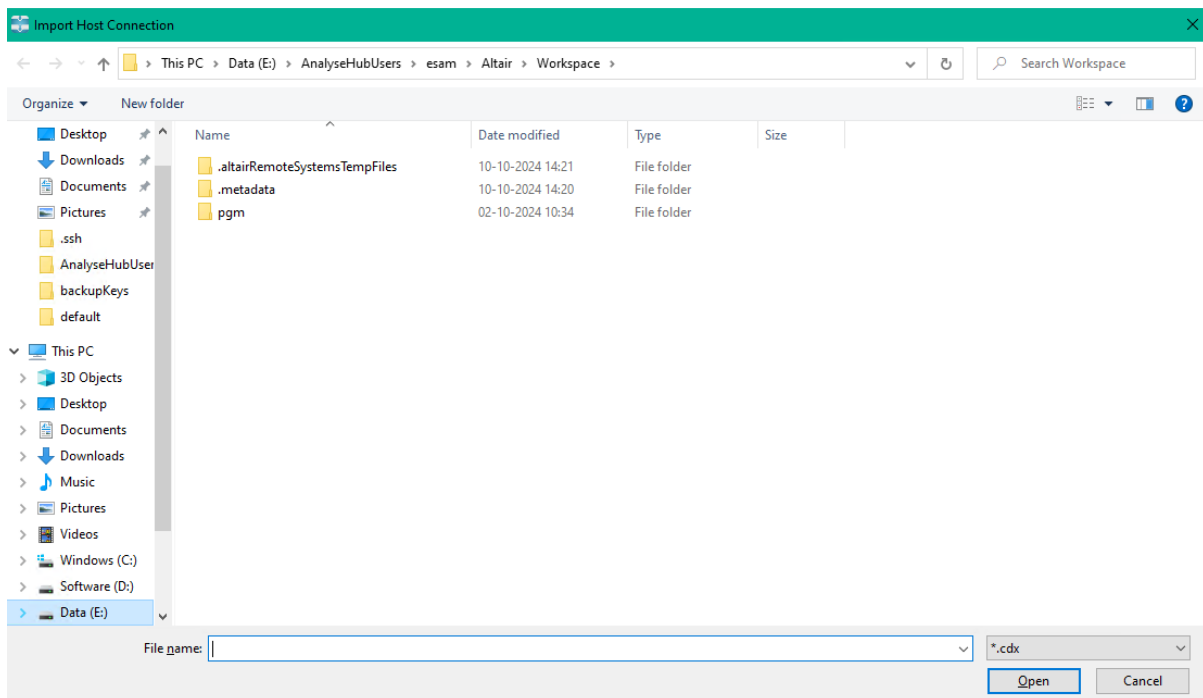 Import Host Connection
This PC > Data (E:) > AnalyseHubUsers > esam > Altair > Workspace >
Search Workspace
Organize
New folder
Desktop
Downloads
Documents
Pictures
.ssh
AnalyseHubUser
backupKeys
default
This PC
3D Objects
Desktop
Documents
Downloads
Music
Pictures
Videos
Windows (C:)
Software (D:)
Data (E:)
Name Date modified Type Size
.altairRemoteSystemsTempFiles 10-10-2024 14:21 File folder
.metadata 10-10-2024 14:20 File folder
pgm 02-10-2024 10:34 File folder
File name:
*.cdx
Open
Cancel